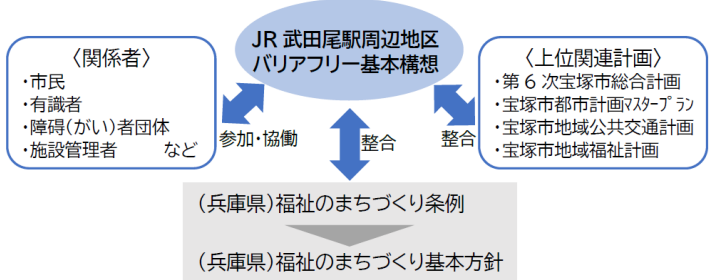 JR 武田尾駅周辺地区
バリアフリー基本構想
〈関係者〉
・市民
・有識者
・障碍(がい)者団体
・施設管理者 など
〈上位関連計画〉
・第6次宝塚市総合計画
・宝塚市都市計画ﾏｽﾀｰﾌﾟﾗﾝ
・宝塚市地域公共交通計画
・宝塚市地域福祉計画
参加・協働
整合
整合
(兵庫県)福祉のまちづくり条例
(兵庫県)福祉のまちづくり基本方針